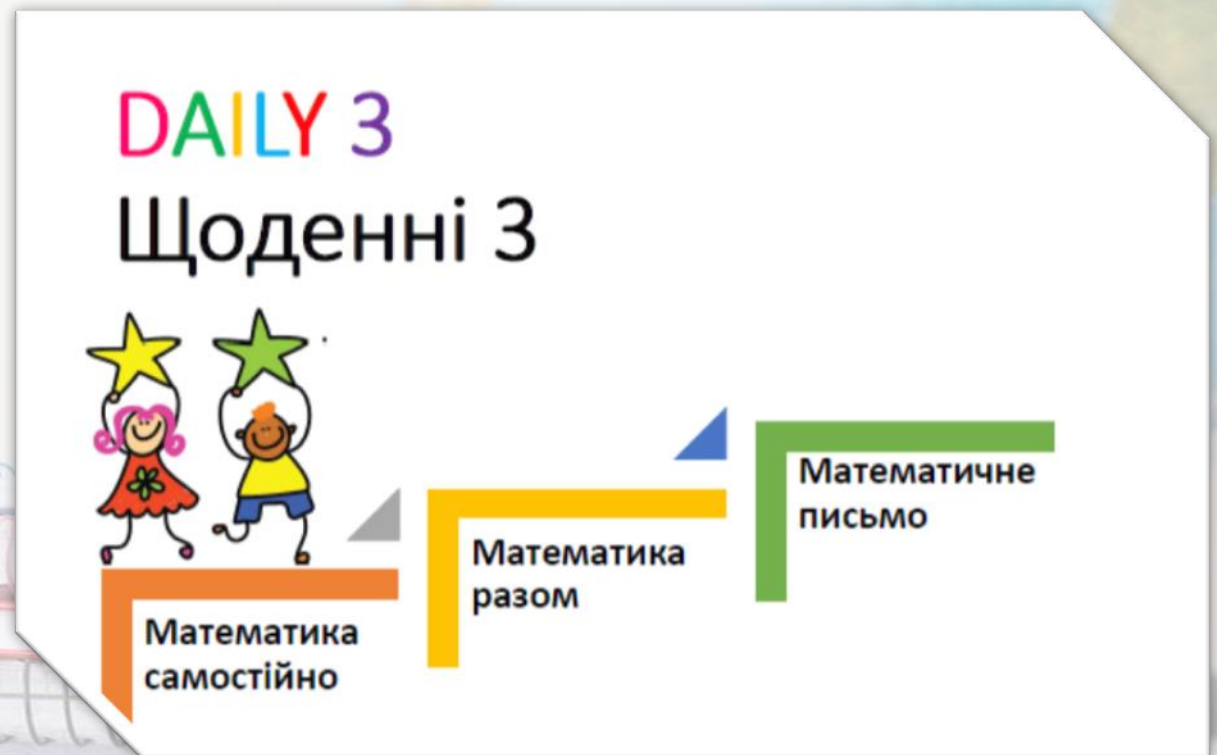 DAILY 3
Щоденні 3
Математика
самостійно
Математика
разом
Математичне
письмо